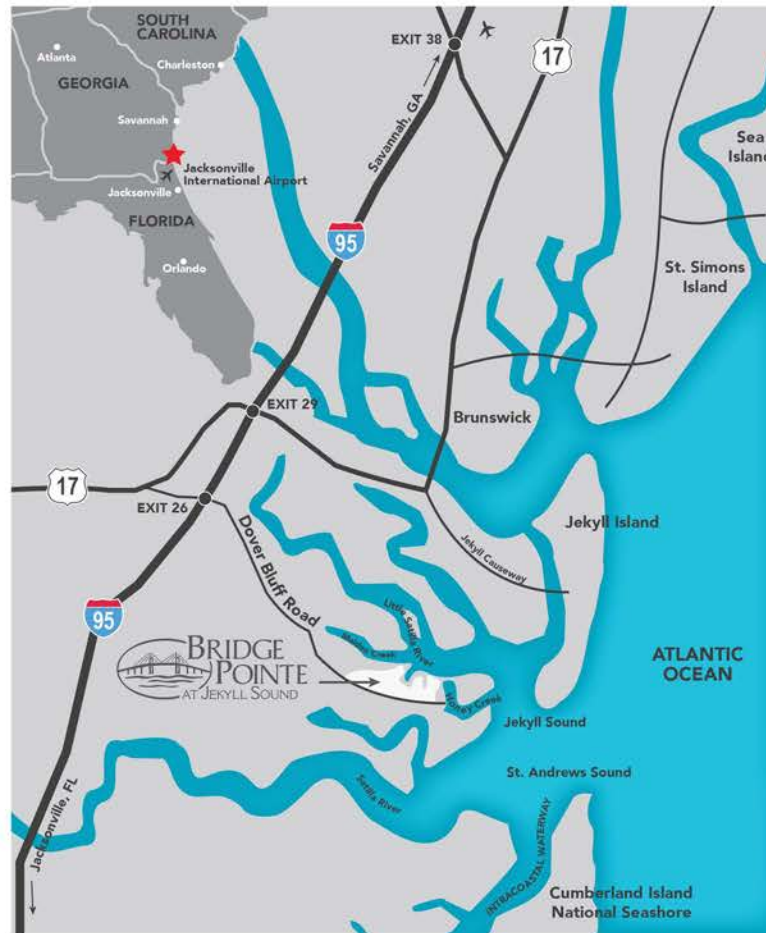 SOUTH
CAROLINA
Atlanta
Charleston
GEORGIA
Savannah
Jacksonville
International Airport
Jacksonville
FLORIDA
Orlando
EXIT 38
17
Savannah, GA
95
Sea
Island
St. Simons
Island
EXIT 29
Brunswick
17
EXIT 26
Dover Bluff Road
Jekyll Island
Jekyll Causeway
95
Little Satilla River
Maiden Creek
BRIDGE
POINTE
AT JEKYLL SOUND
Honey Creek
ATLANTIC
OCEAN
Jekyll Sound
St. Andrews Sound
Satilla River
Jacksonville, FL
INTRACOASTAL WATERWAY
Cumberland Island
National Seashore